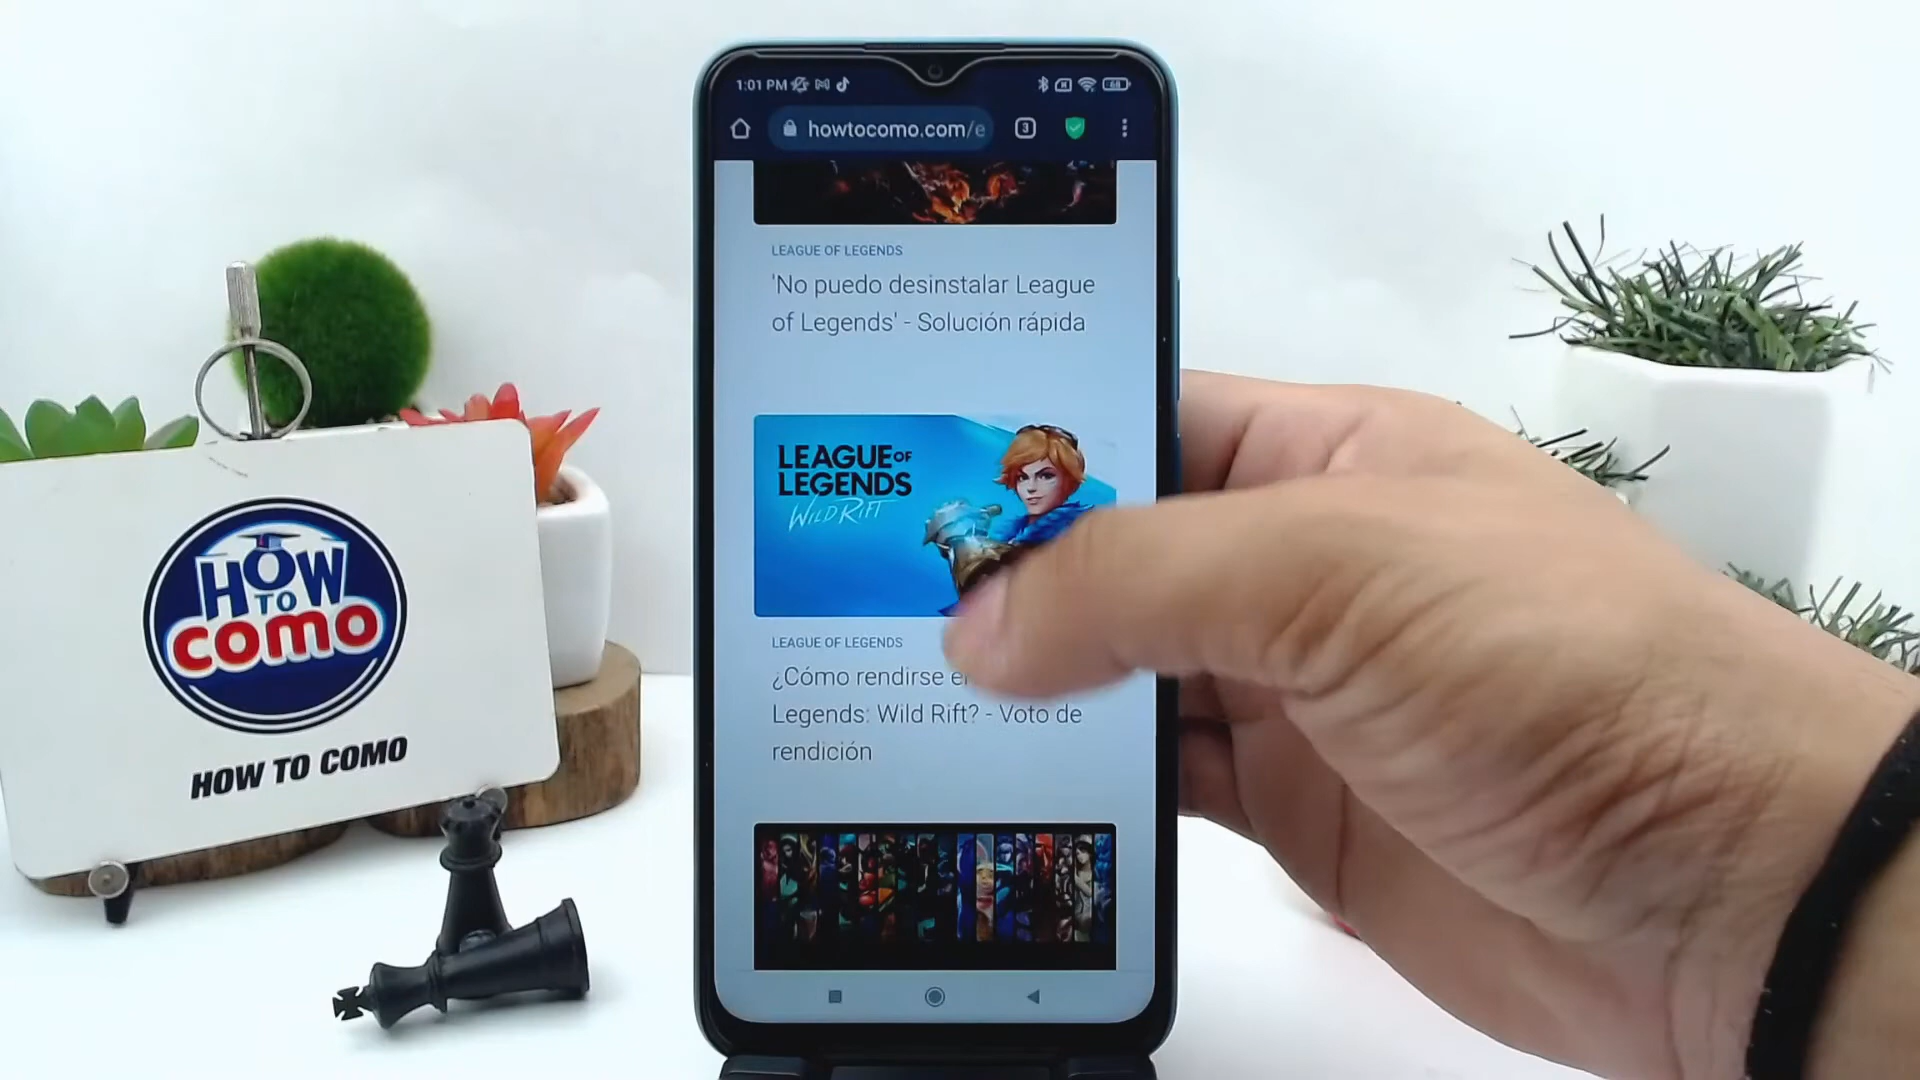 1:01 PM
68
howtocomo.com/e
3
LEAGUE OF LEGENDS
'No puedo desinstalar League
of Legends' - Solución rápida
LEAGUE OF
LEGENDS
WILD RIFT
LEAGUE OF LEGENDS
¿Cómo rendirse
Legends: Wild Rift? - Voto de
rendición
HOW
TO
como
HOW TO COMO